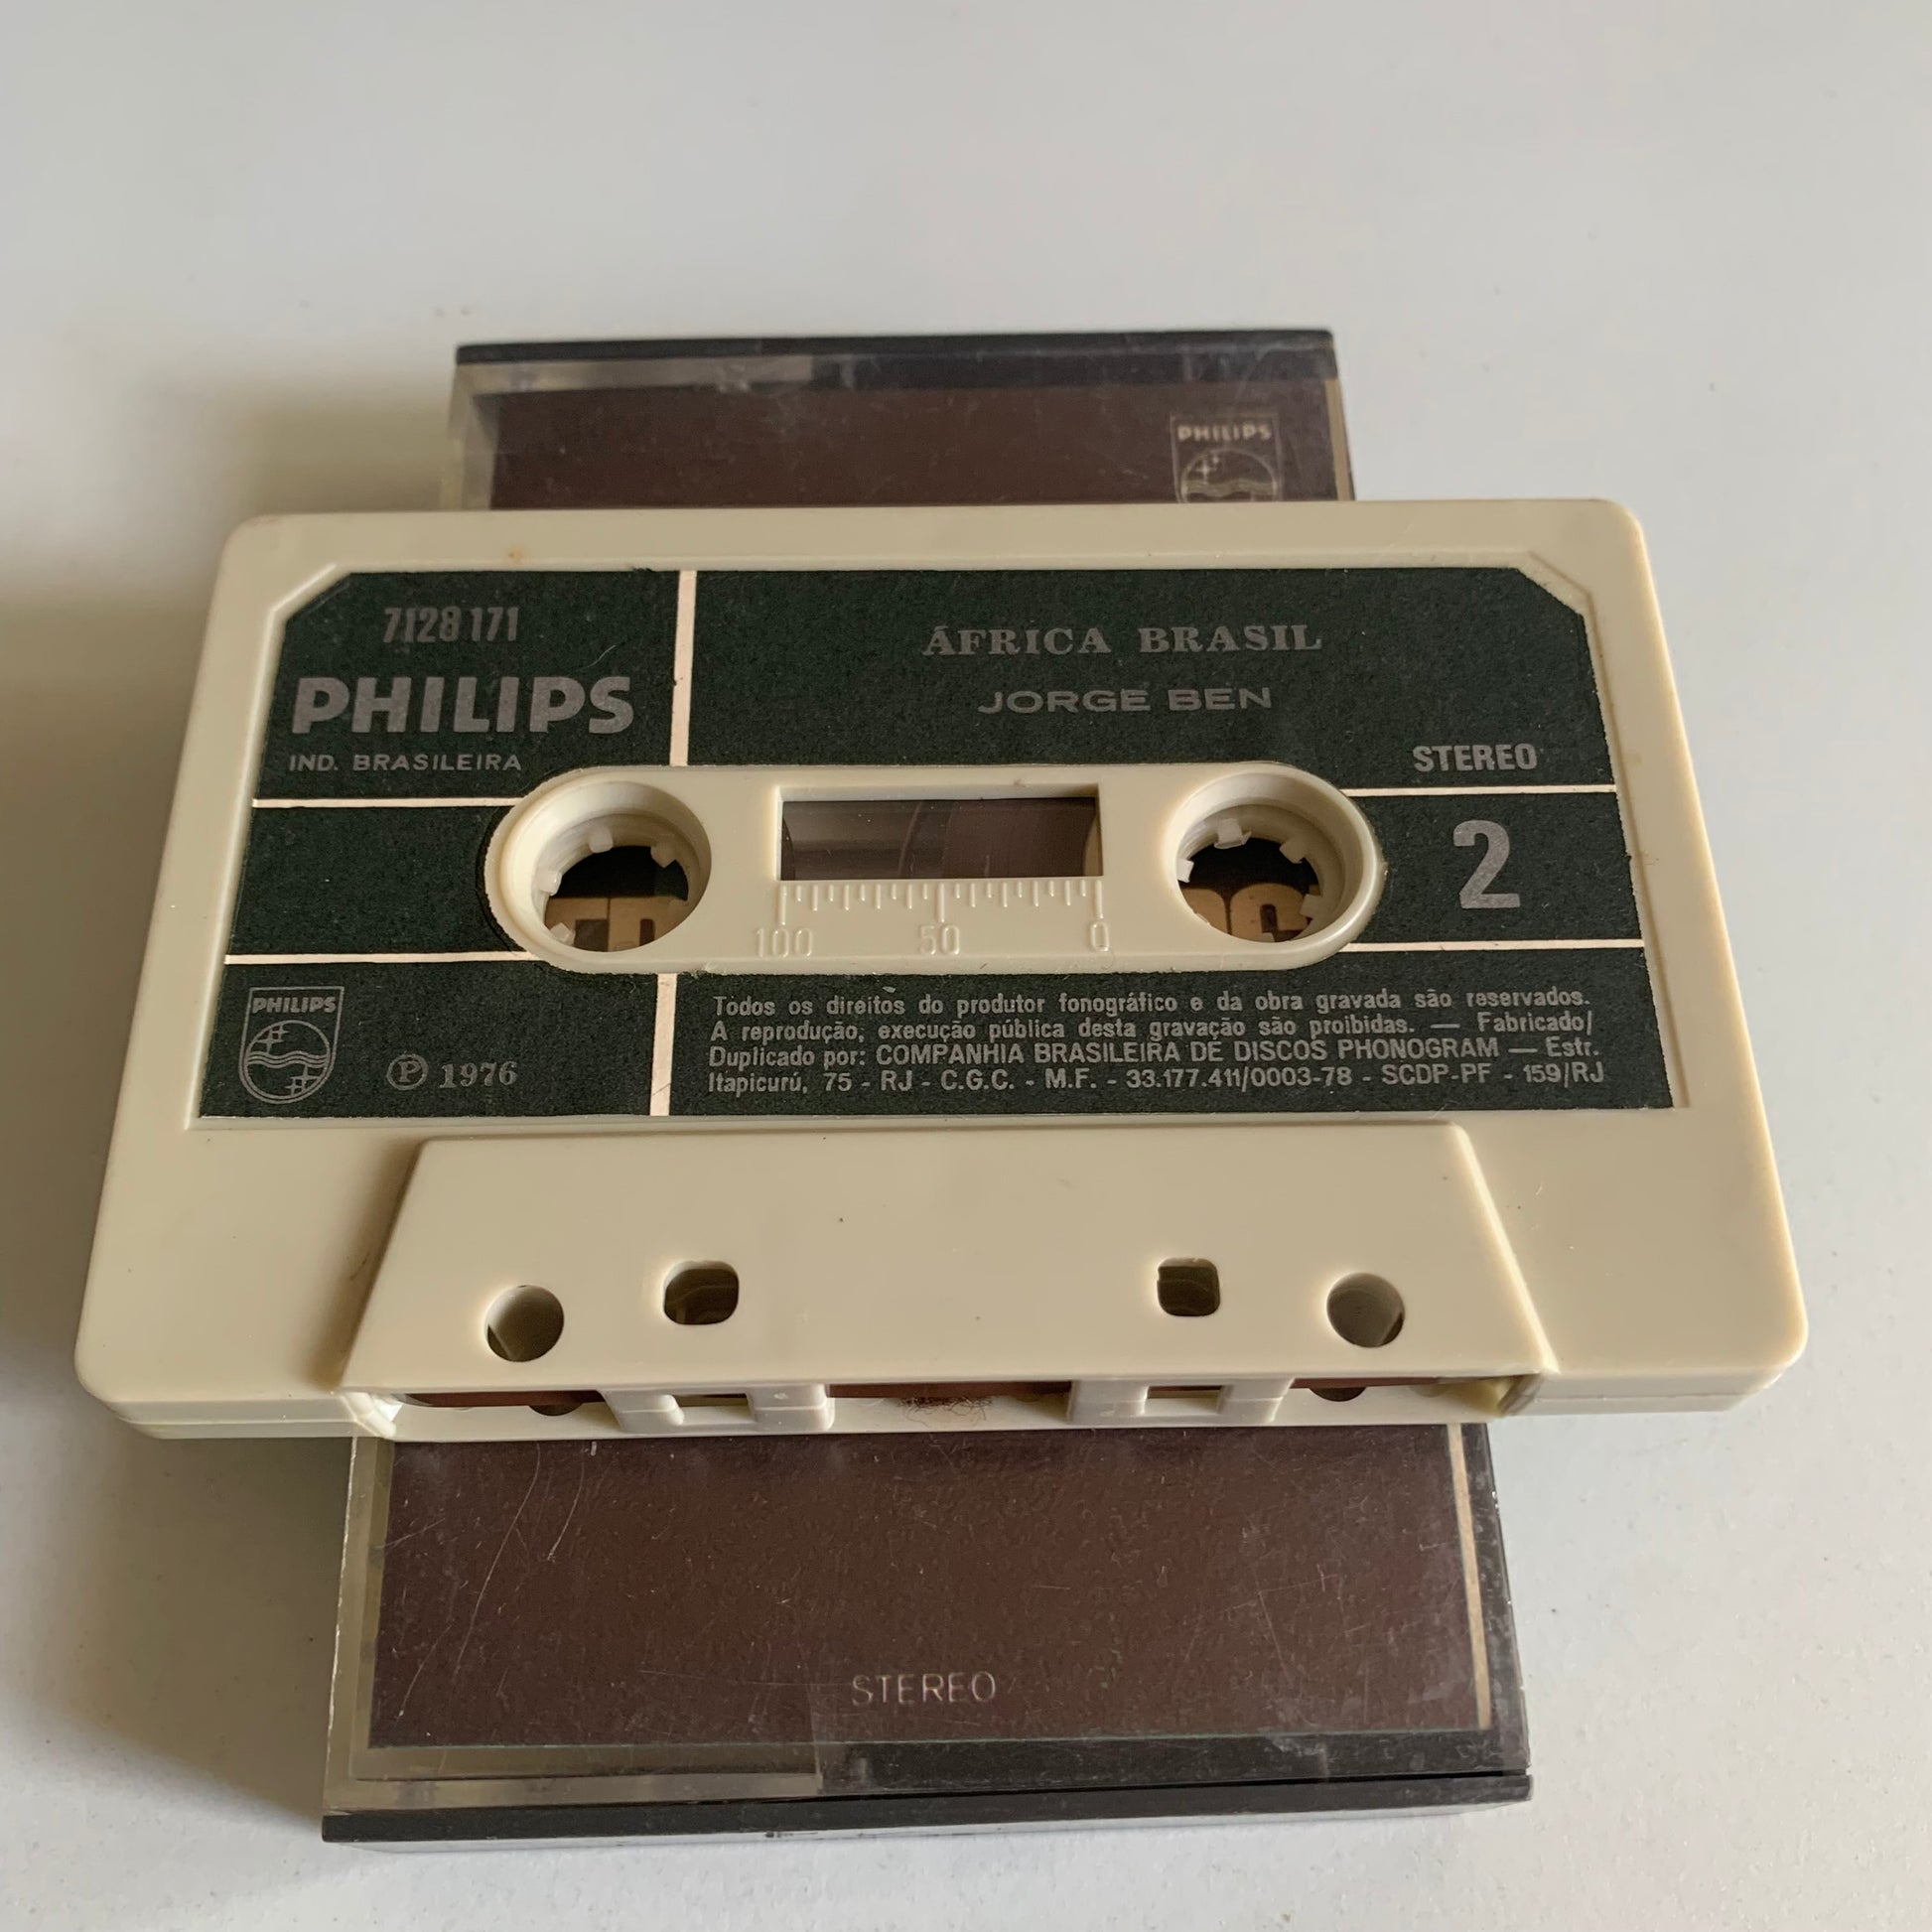 PHILIPS
7128 171
PHILIPS
IND. BRASILEIRA
ÁFRICA BRASIL
JORGE BEN
STEREO
2
100 50 0
PHILIPS
Ⓟ 1976
Todos os direitos do produtor fonográfico e da obra gravada são reservados.
A reprodução, execução pública desta gravação são proibidas. — Fabricado/
Duplicado por: COMPANHIA BRASILEIRA DE DISCOS PHONOGRAM — Estr.
Itapicurú, 75 - RJ - C.G.C. - M.F. - 33.177.411/0003-78 - SCDP-PF - 159/RJ
STEREO